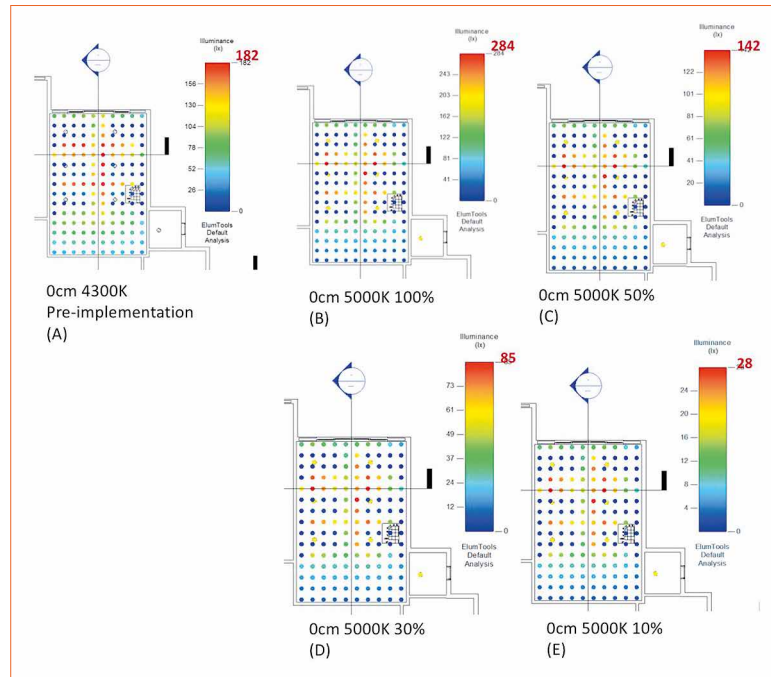 Illuminance
(lx)
182
182
156
130
104
78
52
26
0
ElumTools
Default
Analysis
0cm 4300K
Pre-implementation
(A)
Illuminance
(lx)
284
284
243
203
162
122
81
41
0
ElumTools
Default
Analysis
0cm 5000K 100%
(B)
Illuminance
(lx)
142
122
101
81
61
41
20
0
ElumTools
Default
Analysis
0cm 5000K 50%
(C)
Illuminance
(lx)
85
73
61
49
37
24
12
0
ElumTools
Default
Analysis
0cm 5000K 30%
(D)
Illuminance
(lx)
28
24
20
16
12
8
4
0
ElumTools
Default
Analysis
0cm 5000K 10%
(E)